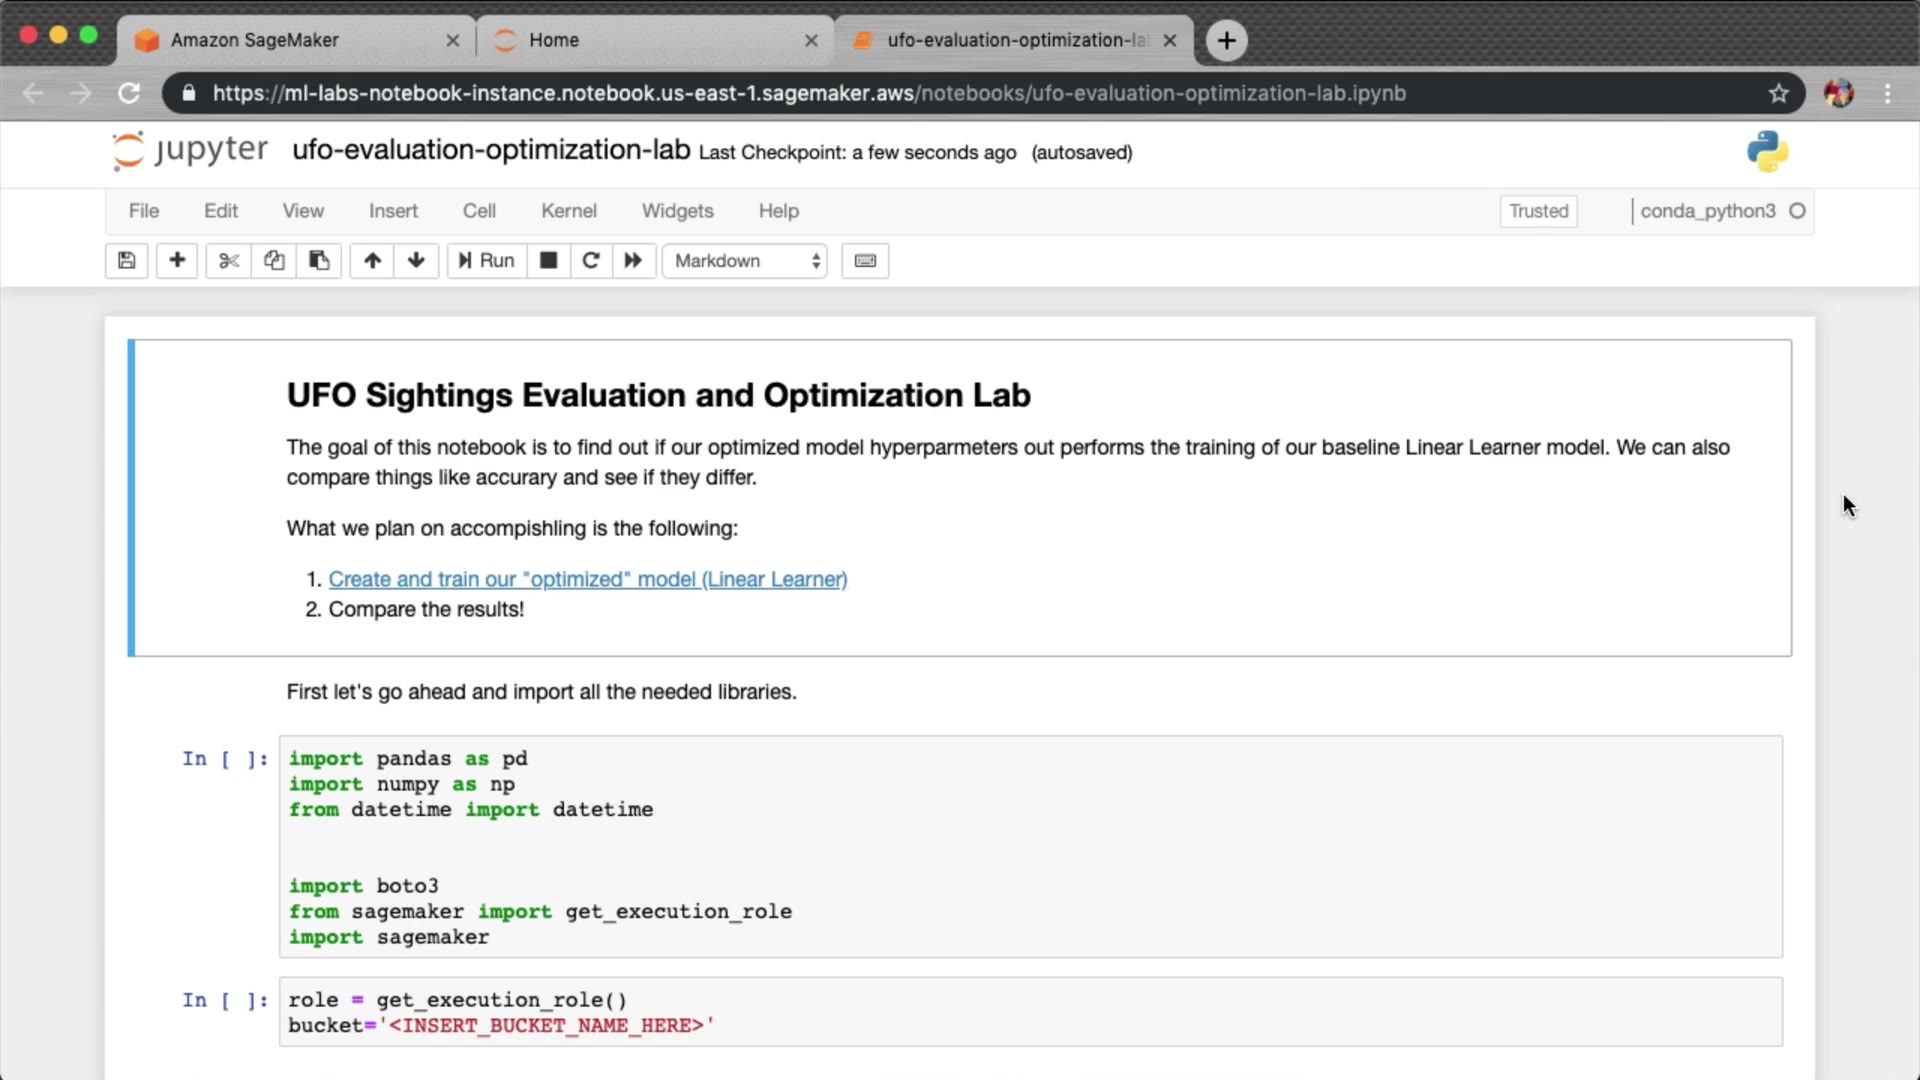 Amazon SageMaker
Home
ufo-evaluation-optimization-la
https://ml-labs-notebook-instance.notebook.us-east-1.sagemaker.aws/notebooks/ufo-evaluation-optimization-lab.ipynb
jupyter ufo-evaluation-optimization-lab Last Checkpoint: a few seconds ago (autosaved)
File Edit View Insert Cell Kernel Widgets Help Trusted conda_python3
Run Markdown
UFO Sightings Evaluation and Optimization Lab
The goal of this notebook is to find out if our optimized model hyperparmeters out performs the training of our baseline Linear Learner model. We can also
compare things like accurary and see if they differ.
What we plan on accompishling is the following:
1. Create and train our "optimized" model (Linear Learner)
2. Compare the results!
First let's go ahead and import all the needed libraries.
In [ ]: import pandas as pd
import numpy as np
from datetime import datetime
import boto3
from sagemaker import get_execution_role
import sagemaker
In [ ]: role = get_execution_role()
bucket='<INSERT_BUCKET_NAME_HERE>'